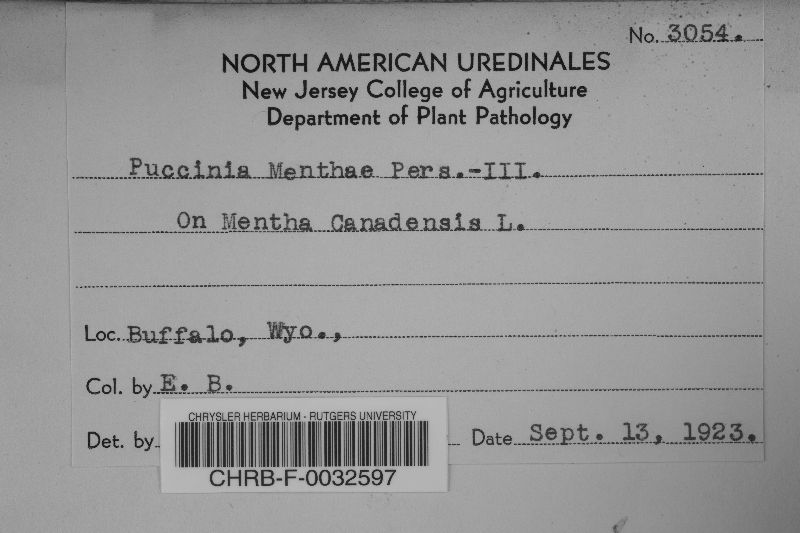 No. 3054.
NORTH AMERICAN UREDINALES
New Jersey College of Agriculture
Department of Plant Pathology
Puccinia Menthae Pers.-III.
On Mentha Canadensis L.
Loc. Buffalo, Wyo.,
Col. by E. B.
Det. by
Date Sept. 13, 1923.
CHRYSLER HERBARIUM - RUTGERS UNIVERSITY
CHRB-F-0032597